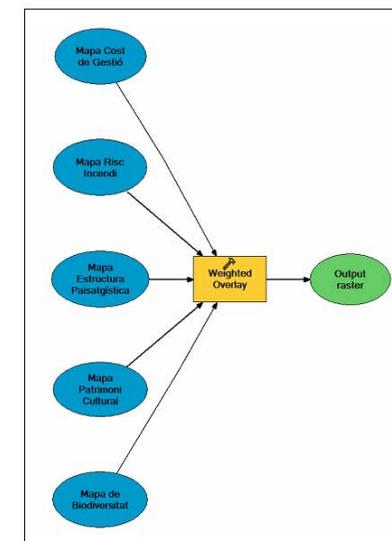 Mapa Cost
de Gestió
Mapa Risc
Incendi
Mapa
Estructura
Paisatgística
Weighted
Overlay
Output
raster
Mapa
Patrimoni
Cultural
Mapa de
Biodiversitat